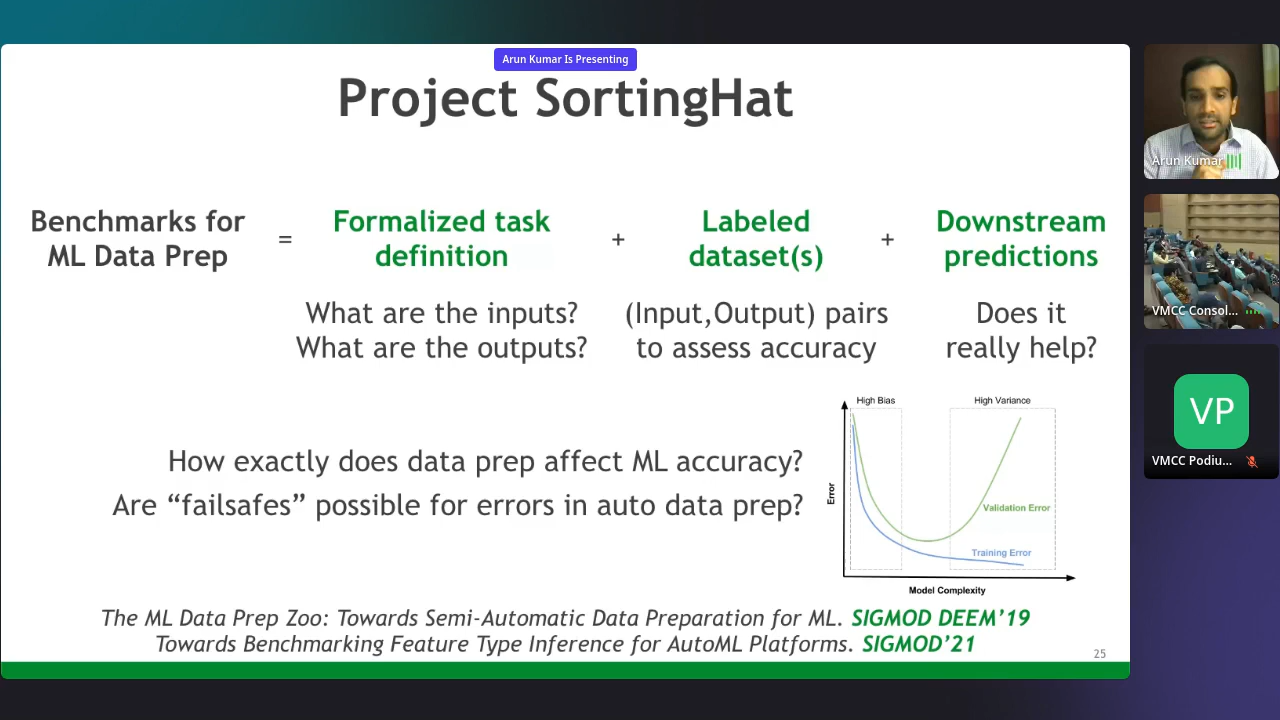 Arun Kumar Is Presenting
Project SortingHat
Benchmarks for
ML Data Prep
=
Formalized task
definition
+
Labeled
dataset(s)
+
Downstream
predictions
What are the inputs?
What are the outputs?
(Input,Output) pairs
to assess accuracy
Does it
really help?
How exactly does data prep affect ML accuracy?
Are “failsafes” possible for errors in auto data prep?
High Bias
High Variance
Error
Validation Error
Training Error
Model Complexity
The ML Data Prep Zoo: Towards Semi-Automatic Data Preparation for ML. SIGMOD DEEM’19
Towards Benchmarking Feature Type Inference for AutoML Platforms. SIGMOD’21
25
Arun Kumar
VMCC Consol...
VP
VMCC Podiu...